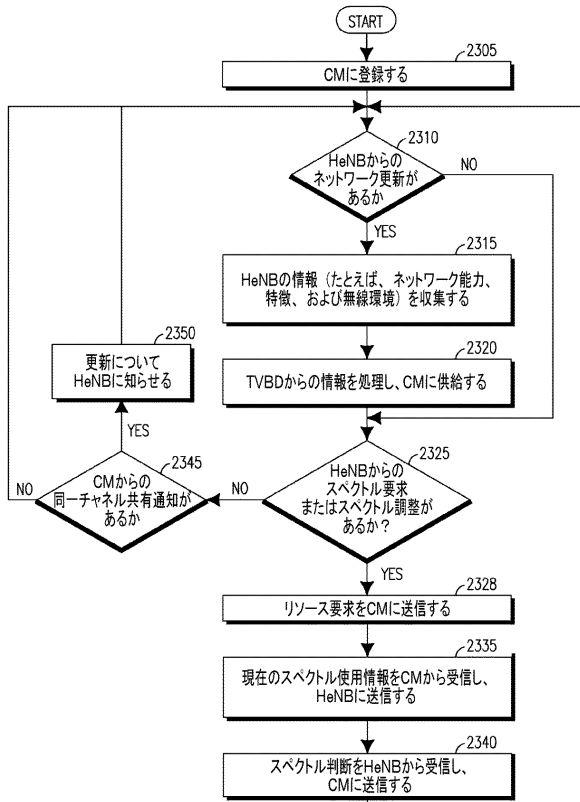 START
2305
CMに登録する
2310
HeNBからの
ネットワーク更新が
あるか
NO
YES
2315
HeNBの情報（たとえば、ネットワーク能力、
特徴、および無線環境）を収集する
2350
更新について
HeNBに知らせる
2320
TVBDからの情報を処理し、CMに供給する
YES
2345
CMからの
同一チャネル共有通知が
あるか
NO
NO
2325
HeNBからの
スペクトル要求
またはスペクトル調整が
あるか？
YES
2328
リソース要求をCMに送信する
2335
現在のスペクトル使用情報をCMから受信し、
HeNBに送信する
2340
スペクトル判断をHeNBから受信し、
CMに送信する